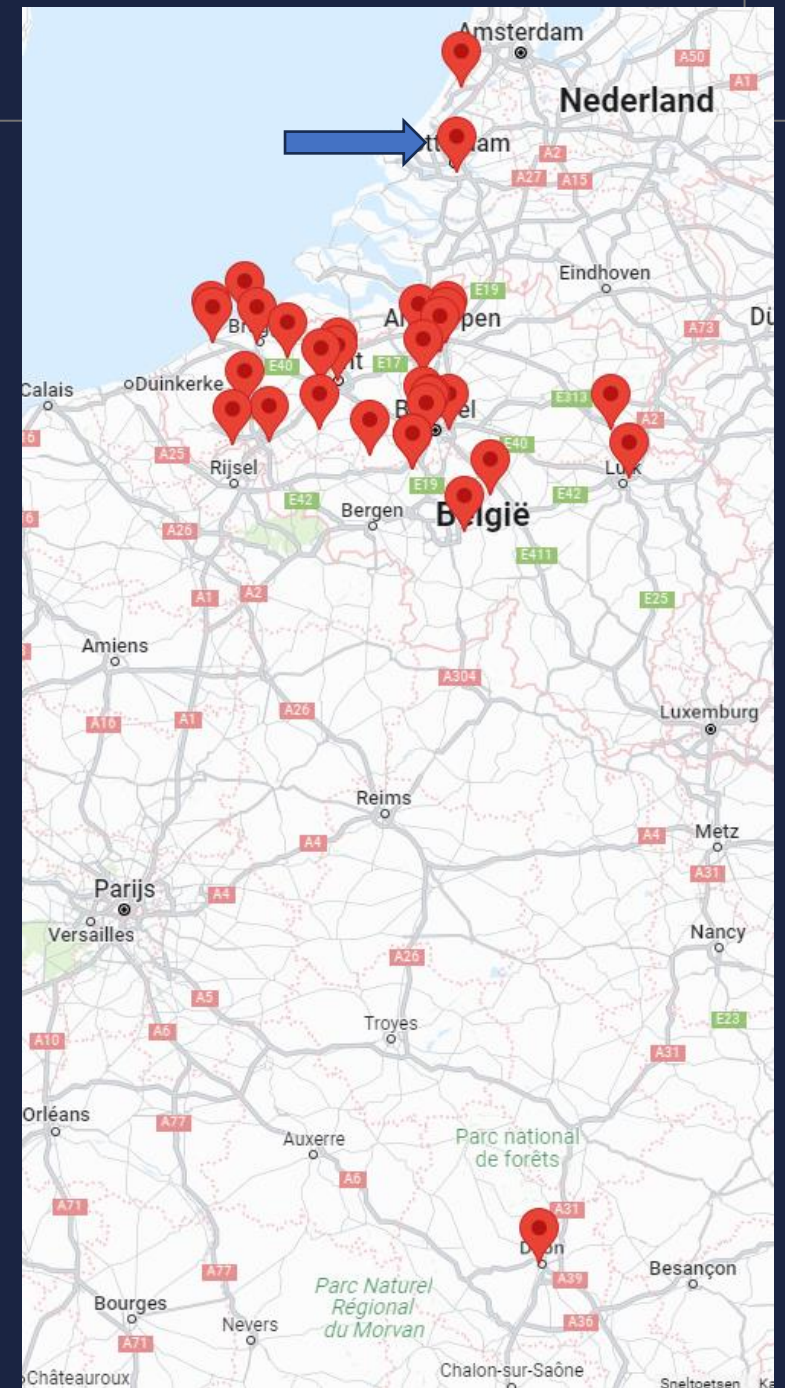 Amsterdam
A50
A1
Nederland
A2
A27
A15
Eindhoven
E19
A73
E17
E40
Calais
Duinkerke
E313
A2
A25
Rijsel
E40
E19
E42
E42
Bergen
België
A26
E411
A1
A2
E25
Amiens
A304
A16
A1
A26
Luxemburg
Reims
A4
A4
Metz
A31
Parijs
A4
Versailles
Nancy
A26
A5
Troyes
E23
A10
A6
A31
Orléans
A77
Auxerre
Parc national
de forêts
A6
A71
A31
A77
Besançon
A39
Parc Naturel
Régional
du Morvan
Bourges
Nevers
A36
A71
Chalon-sur-Saône
Châteauroux
Sneltoetsen